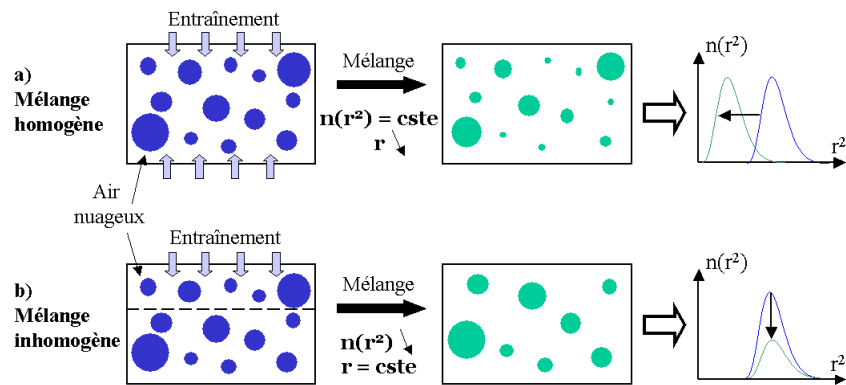 Entraînement
a)
Mélange
homogène
Mélange
n(r²) = cste
r
n(r²)
r²
Air
nuageux
Entraînement
b)
Mélange
inhomogène
Mélange
n(r²)
r = cste
n(r²)
r²